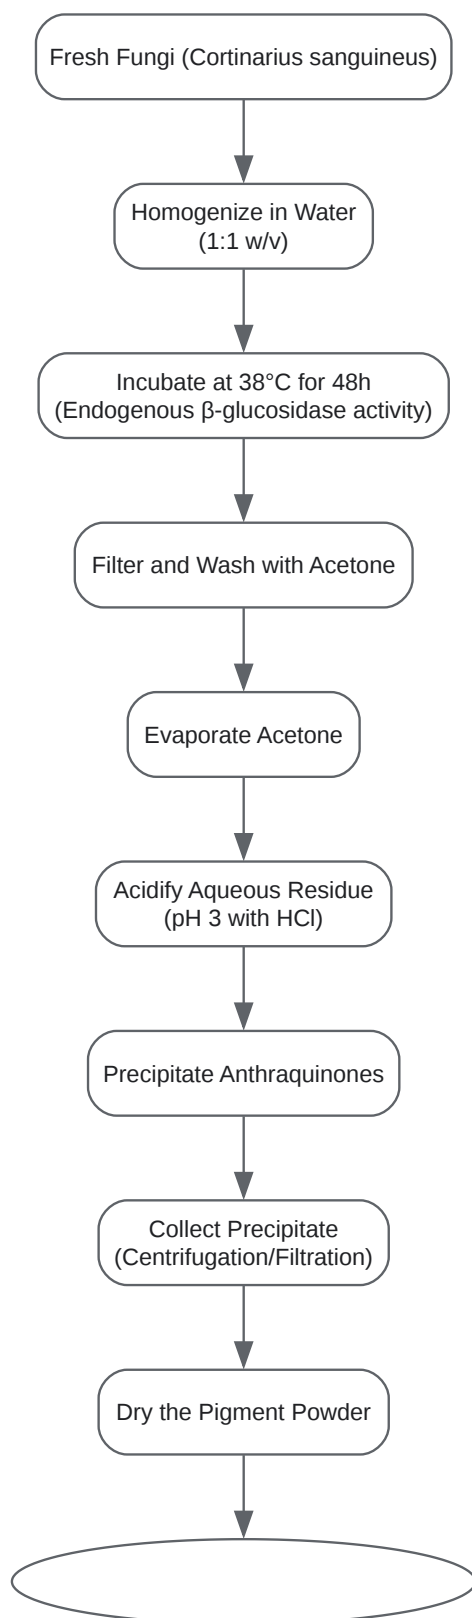 Fresh Fungi (Cortinarius sanguineus)
Homogenize in Water
(1:1 w/v)
Incubate at 38°C for 48h
(Endogenous β-glucosidase activity)
Filter and Wash with Acetone
Evaporate Acetone
Acidify Aqueous Residue
(pH 3 with HCl)
Precipitate Anthraquinones
Collect Precipitate
(Centrifugation/Filtration)
Dry the Pigment Powder